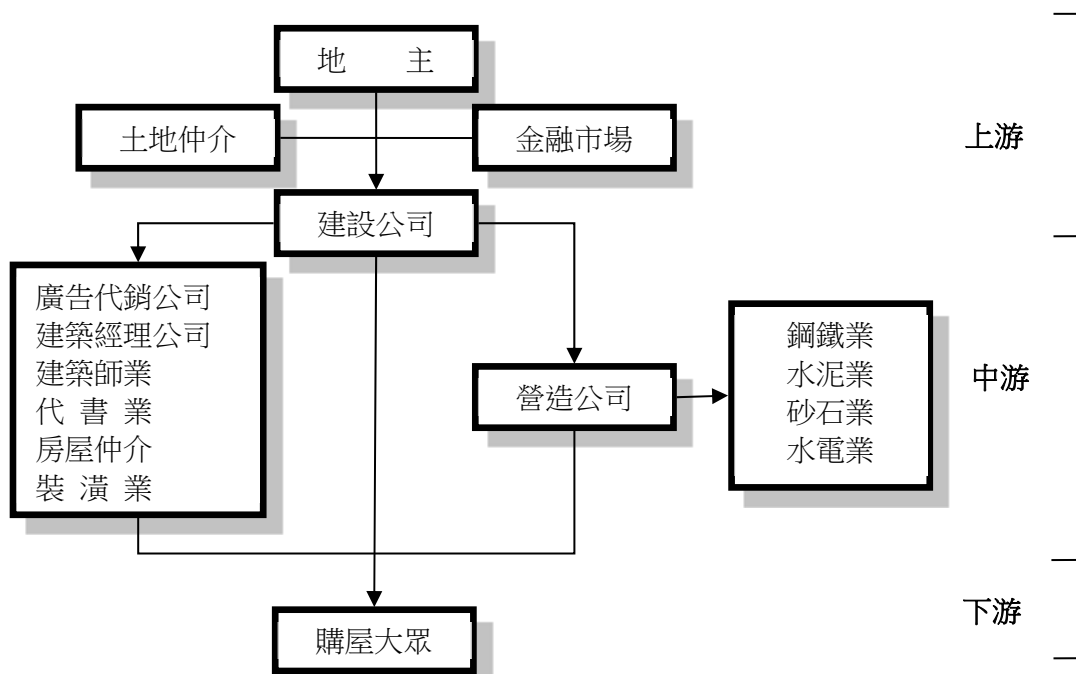 地　　主
土地仲介
金融市場
上游
建設公司
廣告代銷公司
建築經理公司
建築師業
代 書 業
房屋仲介
裝 潢 業
營造公司
鋼鐵業
水泥業
砂石業
水電業
中游
下游
購屋大眾